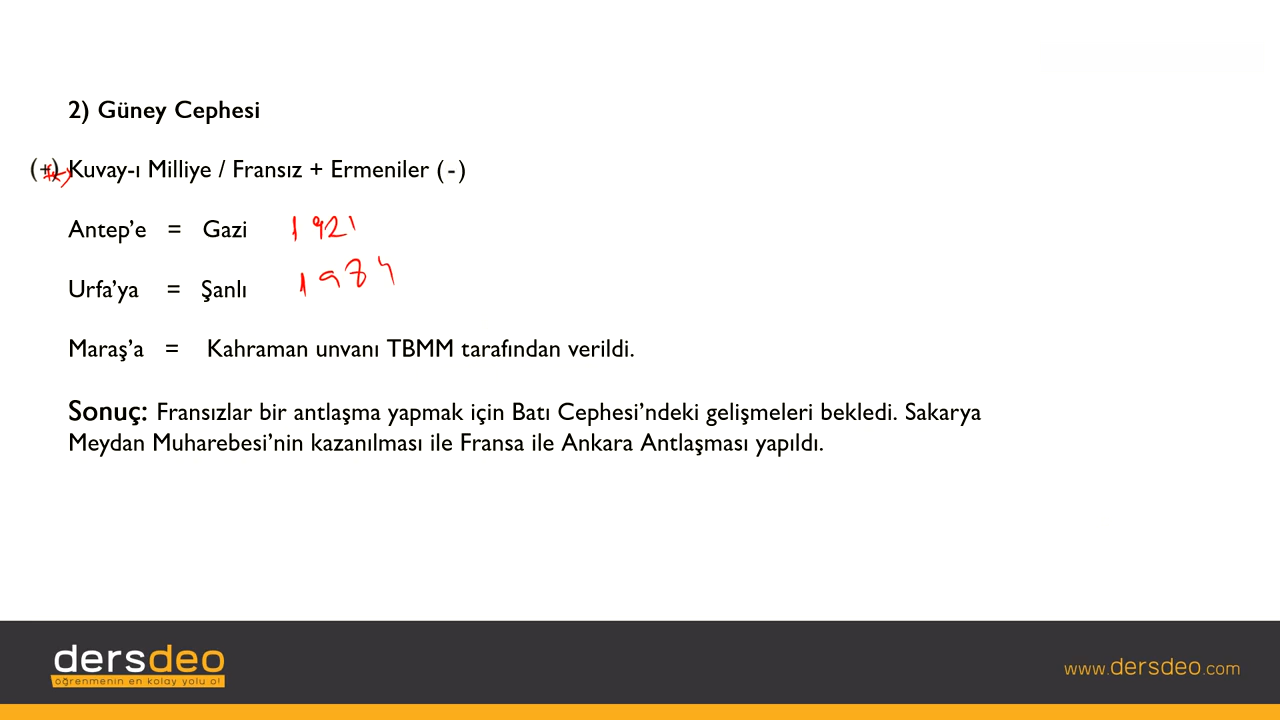 2) Güney Cephesi
(+) Kuvay-ı Milliye / Fransız + Ermeniler (-)
Antep’e = Gazi 1921
Urfa’ya = Şanlı 1984
Maraş’a = Kahraman unvanı TBMM tarafından verildi.
Sonuç: Fransızlar bir antlaşma yapmak için Batı Cephesi’ndeki gelişmeleri bekledi. Sakarya
Meydan Muharebesi’nin kazanılması ile Fransa ile Ankara Antlaşması yapıldı.
dersdeo
öğrenmenin en kolay yolu o!
www.dersdeo.com